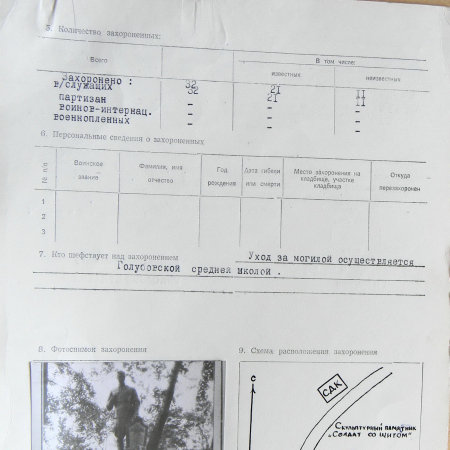 5. Количество захороненных:
Всего
В том числе:
известных
неизвестных
Захоронено : 32 21 11
в/служащих 32 21 11
партизан - - -
воинов-интернац. - - -
военнопленных - - -
6. Персональные сведения о захороненных
№ п/п
Воинское звание
Фамилия, имя, отчество
Год рождения
Дата гибели или смерти
Место захоронения на кладбище, участке кладбища
Откуда перезахоронен
1
2
3
7. Кто шефствует над захоронением Уход за могилой осуществляется
Голубовской средней школой .
8. Фотоснимок захоронения
9. Схема расположения захоронения
С
САК
Скульптурный памятник
"Солдат со щитом"